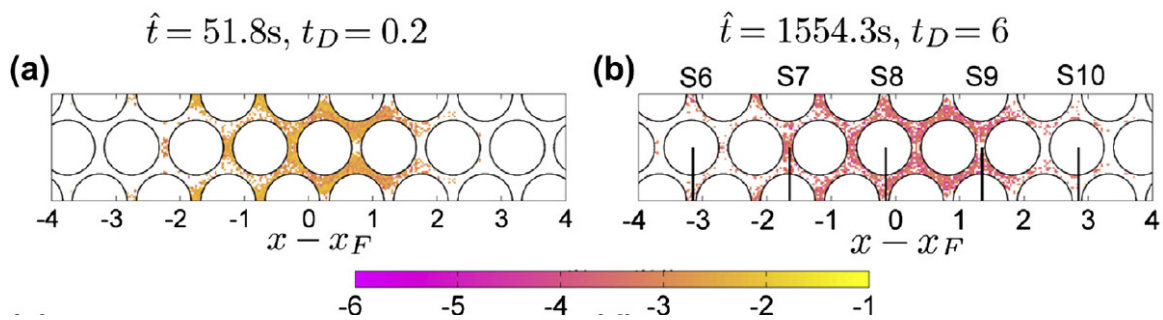 t̂ = 51.8s, t_D = 0.2
t̂ = 1554.3s, t_D = 6
(a)
(b)
S6 S7 S8 S9 S10
-4 -3 -2 -1 0 1 2 3 4
-4 -3 -2 -1 0 1 2 3 4
x − x_F
x − x_F
-6 -5 -4 -3 -2 -1